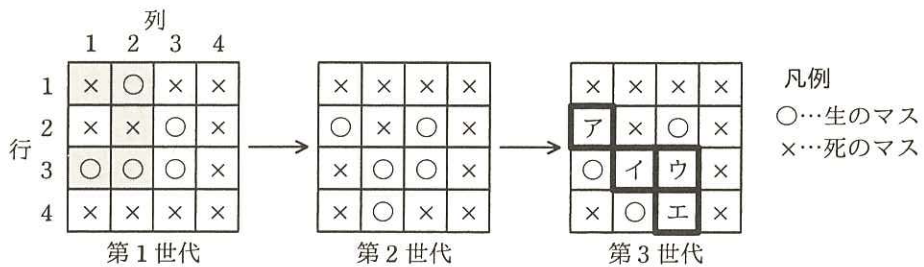 列
1 2 3 4
1 × ○ × × × × × × × × × × 凡例
2 × × ○ × ○ × ○ × ア × ○ × ○…生のマス
行 ×…死のマス
3 ○ ○ ○ × × ○ ○ × ○ イ ウ ×
4 × × × × × ○ × × × ○ エ ×
第1世代 第2世代 第3世代